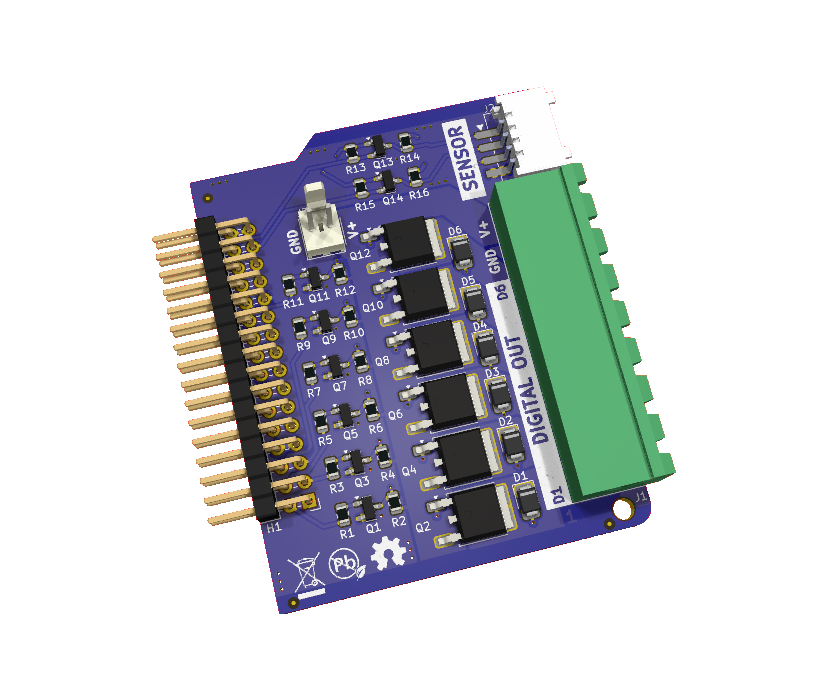 J2
SENSOR
R13
Q13
R14
R15
Q14
R16
GND
V+
Q12
D6
V+
GND
R11
Q11
R12
Q10
D5
D6
R9
Q9
R10
Q8
D4
R7
Q7
R8
Q6
D3
DIGITAL OUT
R5
Q5
R6
Q4
D2
R3
Q3
R4
Q2
D1
D1
R1
Q1
R2
H1
J1
Pb